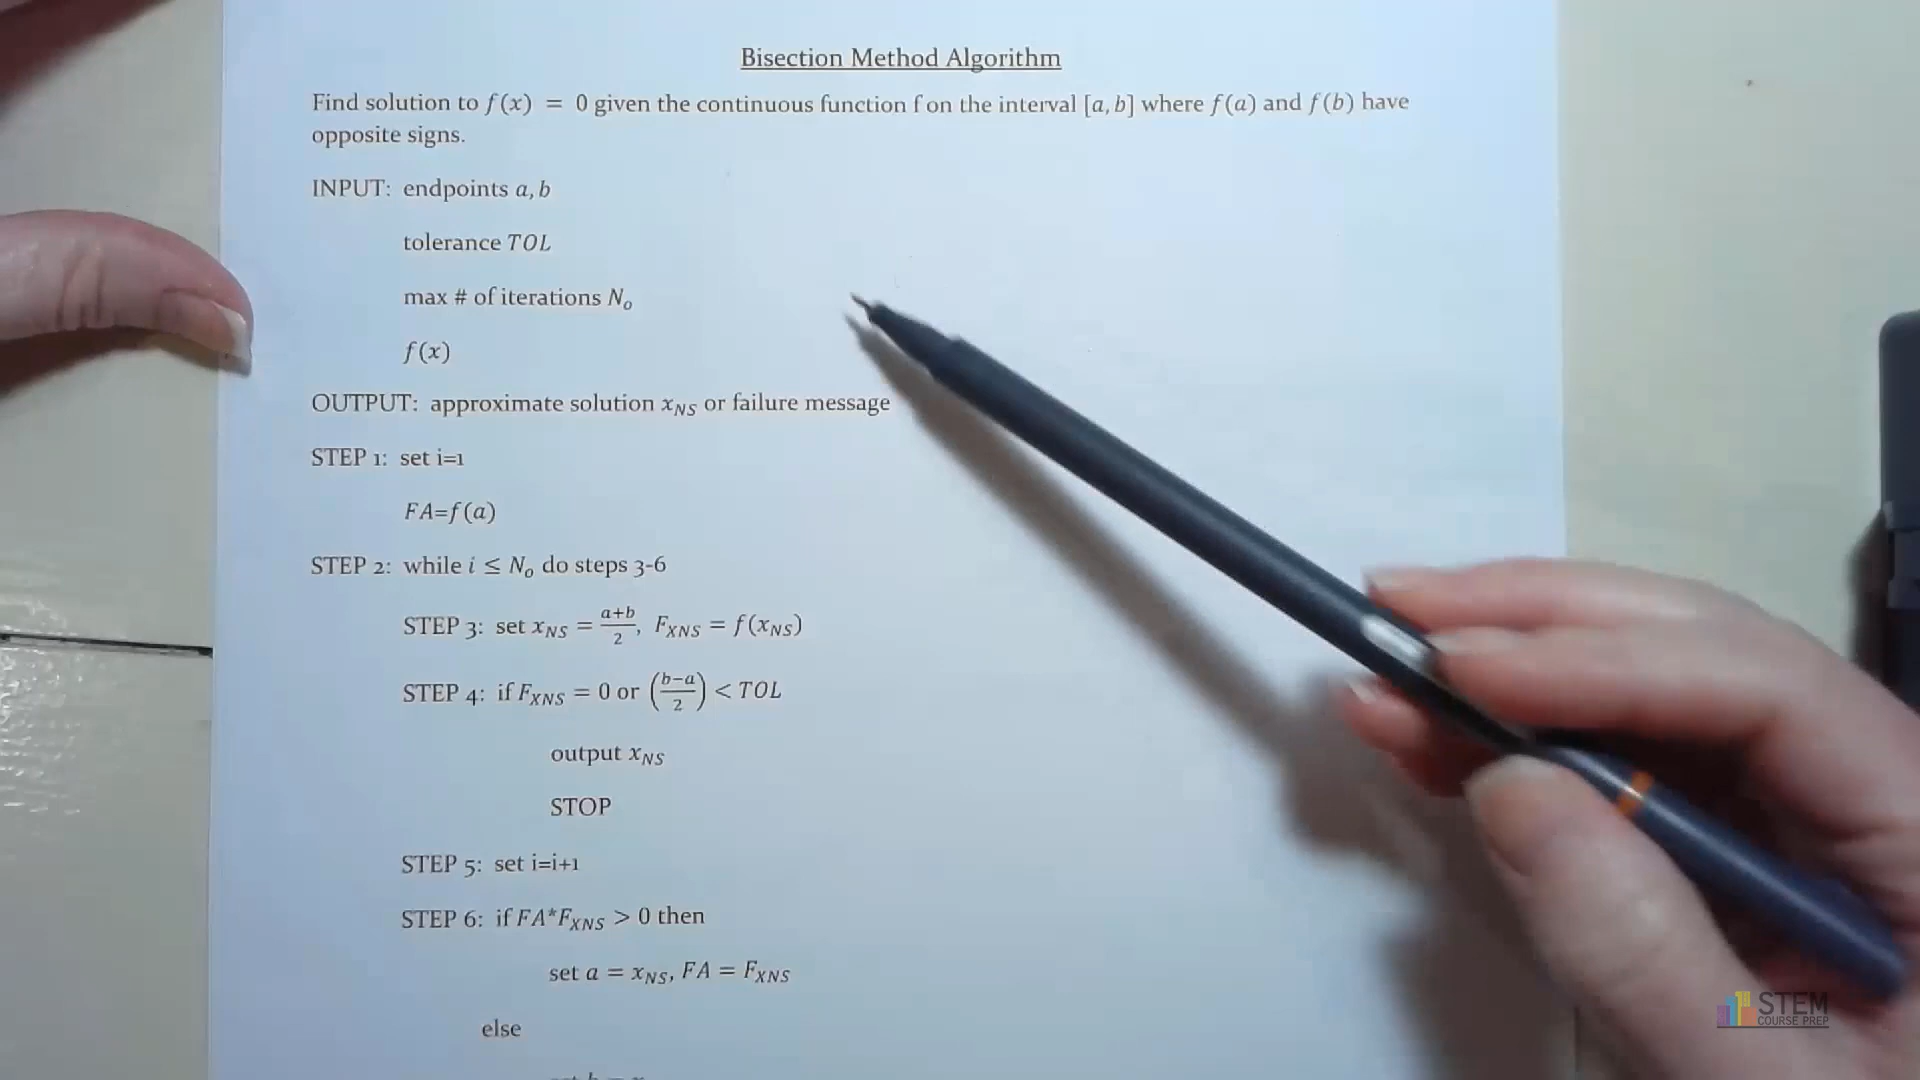 Bisection Method Algorithm
Find solution to f(x) = 0 given the continuous function f on the interval [a, b] where f(a) and f(b) have
opposite signs.
INPUT: endpoints a, b
tolerance TOL
max # of iterations Nₒ
f(x)
OUTPUT: approximate solution x_NS or failure message
STEP 1: set i=1
FA=f(a)
STEP 2: while i ≤ Nₒ do steps 3-6
STEP 3: set x_NS = (a+b)/2, F_XNS = f(x_NS)
STEP 4: if F_XNS = 0 or ((b−a)/2) < TOL
output x_NS
STOP
STEP 5: set i=i+1
STEP 6: if FA*F_XNS > 0 then
set a = x_NS, FA = F_XNS
else
STEM
COURSE PREP